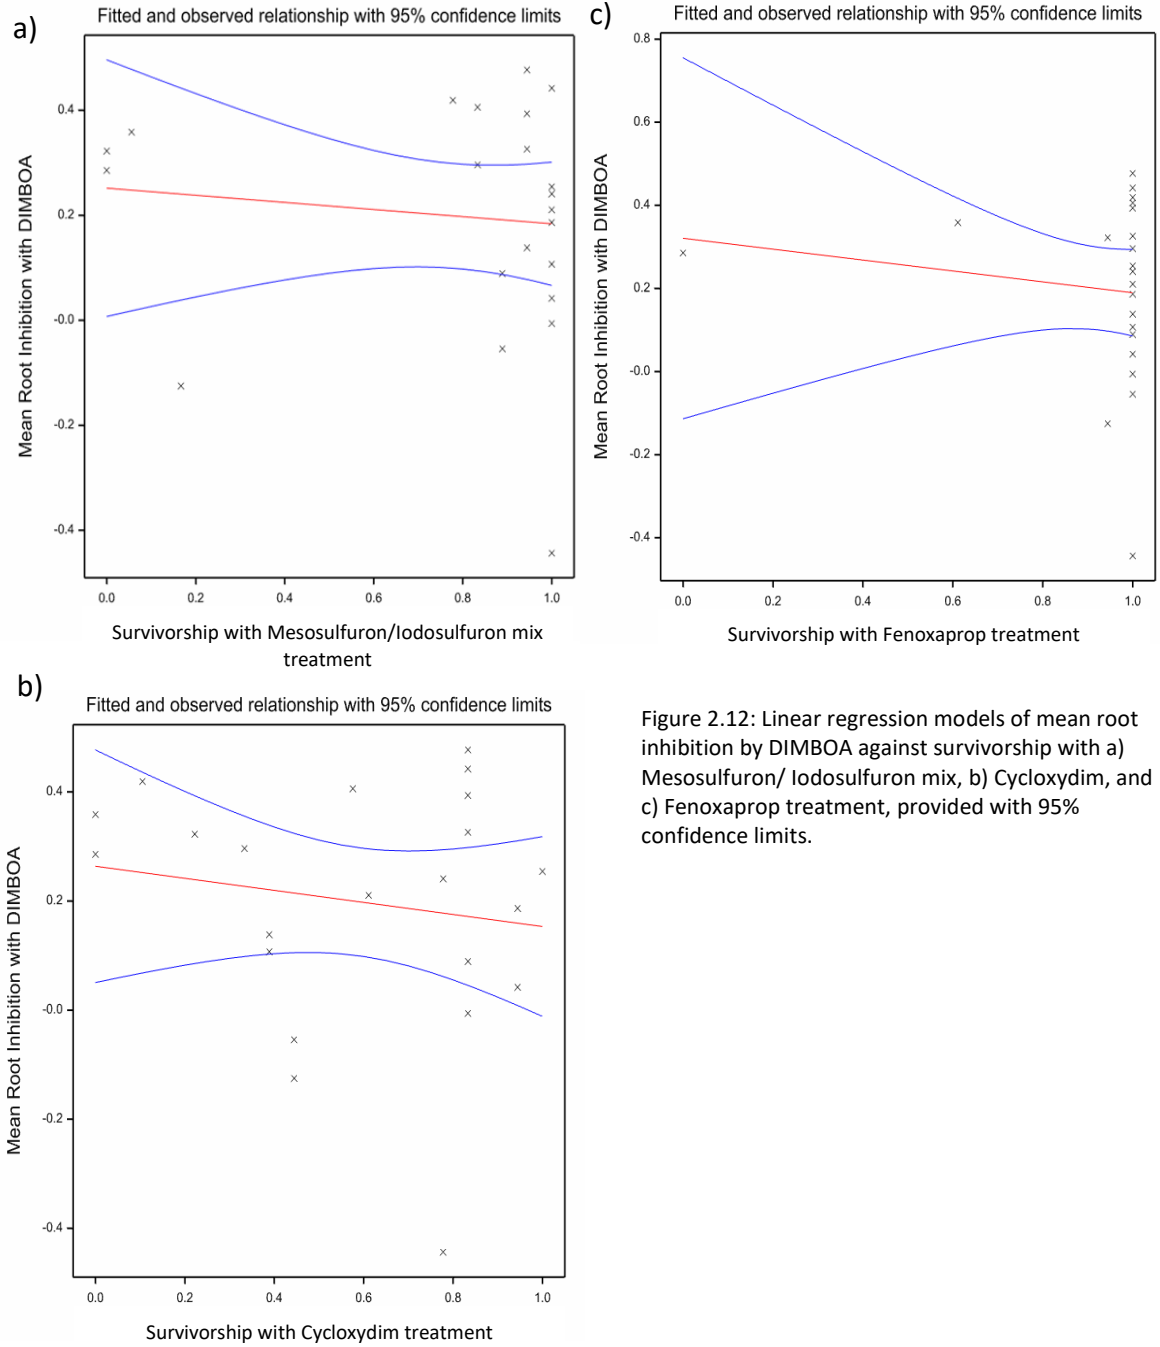 a)
Fitted and observed relationship with 95% confidence limits
Mean Root Inhibition with DIMBOA
0.4
0.2
-0.0
-0.2
-0.4
0.0 0.2 0.4 0.6 0.8 1.0
Survivorship with Mesosulfuron/Iodosulfuron mix
treatment
c)
Fitted and observed relationship with 95% confidence limits
Mean Root Inhibition with DIMBOA
0.8
0.6
0.4
0.2
-0.0
-0.2
-0.4
0.0 0.2 0.4 0.6 0.8 1.0
Survivorship with Fenoxaprop treatment
b)
Fitted and observed relationship with 95% confidence limits
Mean Root Inhibition with DIMBOA
0.4
0.2
-0.0
-0.2
-0.4
0.0 0.2 0.4 0.6 0.8 1.0
Survivorship with Cycloxydim treatment
Figure 2.12: Linear regression models of mean root
inhibition by DIMBOA against survivorship with a)
Mesosulfuron/ Iodosulfuron mix, b) Cycloxydim, and
c) Fenoxaprop treatment, provided with 95%
confidence limits.